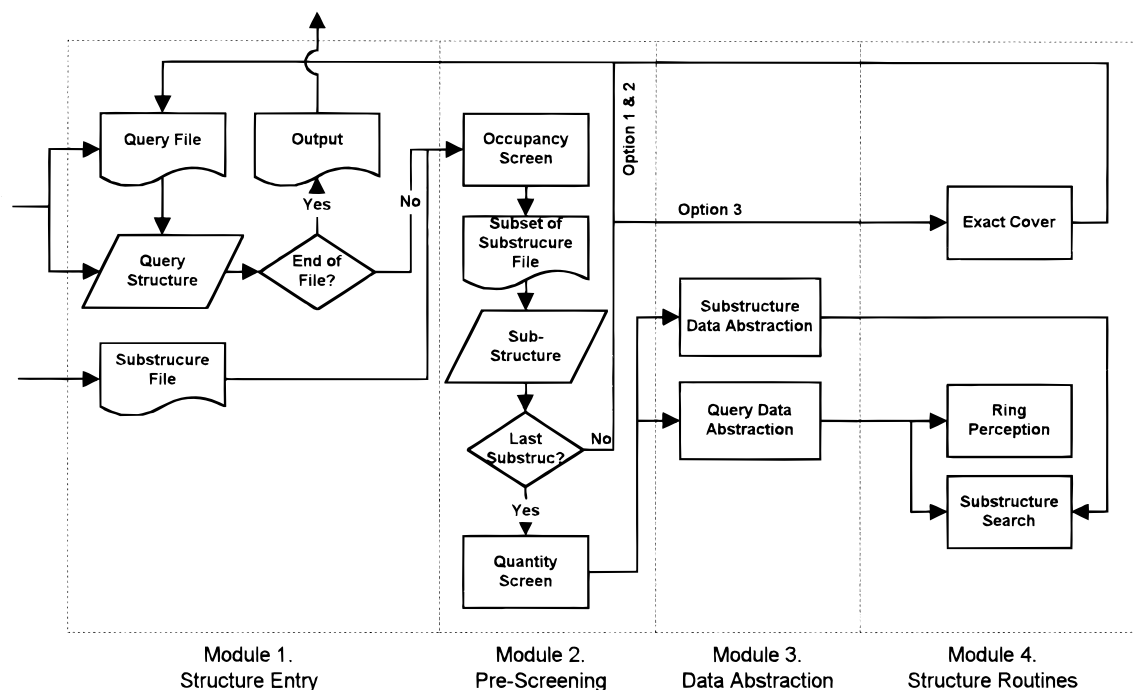 Query File
Output
Yes
No
Query
Structure
End of
File?
Substrucure
File
Occupancy
Screen
Subset of
Substrucure
File
Sub-
Structure
Last
Substruc?
No
Yes
Quantity
Screen
Option 1 & 2
Option 3
Substructure
Data Abstraction
Query Data
Abstraction
Exact Cover
Ring
Perception
Substructure
Search
Module 1.
Structure Entry
Module 2.
Pre-Screening
Module 3.
Data Abstraction
Module 4.
Structure Routines